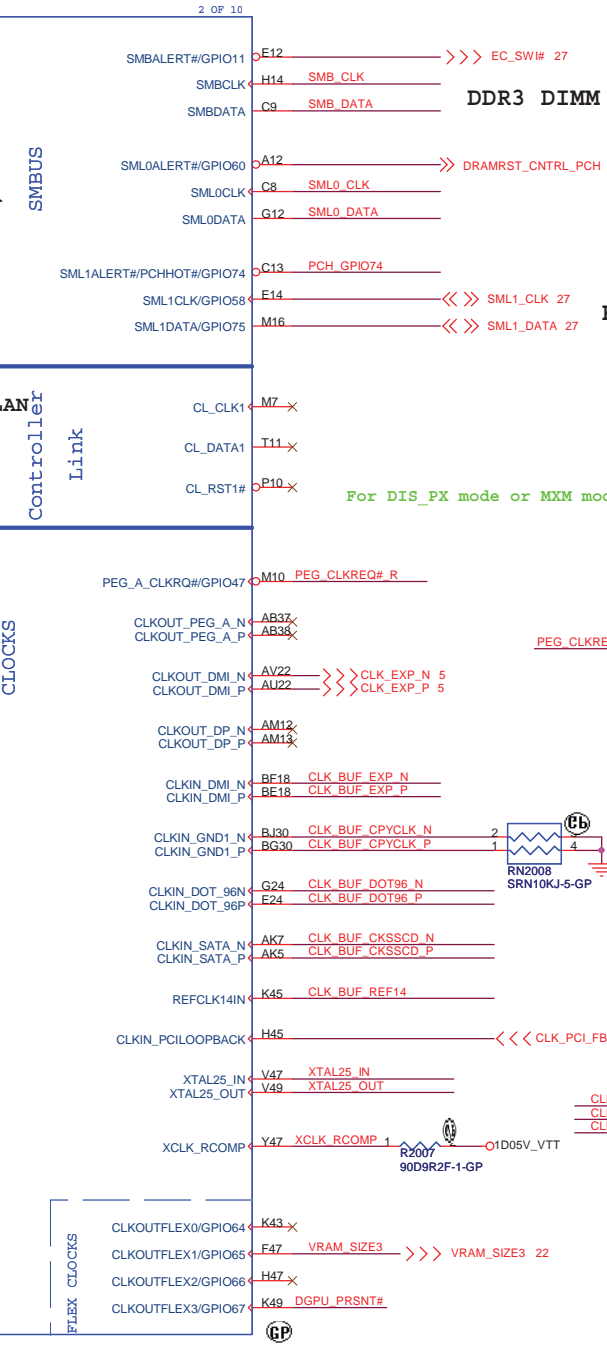 2 OF 10
SMBALERT#/GPIO11 E12 EC_SWI# 27
SMBCLK H14 SMB_CLK
DDR3 DIMM
SMBDATA C9 SMB_DATA
SMBUS
SML0ALERT#/GPIO60 A12 DRAMRST_CNTRL_PCH
SML0CLK C8 SML0_CLK
SML0DATA G12 SML0_DATA
SML1ALERT#/PCHHOT#/GPIO74 C13 PCH_GPIO74
SML1CLK/GPIO58 E14 SML1_CLK 27
SML1DATA/GPIO75 M16 SML1_DATA 27
LAN
Controller
Link
CL_CLK1 M7
CL_DATA1 T11
CL_RST1# P10
For DIS_PX mode or MXM mod
CLOCKS
PEG_A_CLKRQ#/GPIO47 M10 PEG_CLKREQ#_R
CLKOUT_PEG_A_N AB37
CLKOUT_PEG_A_P AB38
PEG_CLKRE
CLKOUT_DMI_N AV22 CLK_EXP_N 5
CLKOUT_DMI_P AU22 CLK_EXP_P 5
CLKOUT_DP_N AM12
CLKOUT_DP_P AM13
CLKIN_DMI_N BF18 CLK_BUF_EXP_N
CLKIN_DMI_P BE18 CLK_BUF_EXP_P
CLKIN_GND1_N BJ30 CLK_BUF_CPYCLK_N 2
CLKIN_GND1_P BG30 CLK_BUF_CPYCLK_P 1 4
RN2008
SRN10KJ-5-GP
CLKIN_DOT_96N G24 CLK_BUF_DOT96_N
CLKIN_DOT_96P E24 CLK_BUF_DOT96_P
CLKIN_SATA_N AK7 CLK_BUF_CKSSCD_N
CLKIN_SATA_P AK5 CLK_BUF_CKSSCD_P
REFCLK14IN K45 CLK_BUF_REF14
CLKIN_PCILOOPBACK H45 CLK_PCI_FB
XTAL25_IN V47 XTAL25_IN
XTAL25_OUT V49 XTAL25_OUT
XCLK_RCOMP Y47 XCLK_RCOMP 1 1D05V_VTT
R2007
90D9R2F-1-GP
FLEX CLOCKS
CLKOUTFLEX0/GPIO64 K43
CLKOUTFLEX1/GPIO65 F47 VRAM_SIZE3 VRAM_SIZE3 22
CLKOUTFLEX2/GPIO66 H47
CLKOUTFLEX3/GPIO67 K49 DGPU_PRSNT#
GP